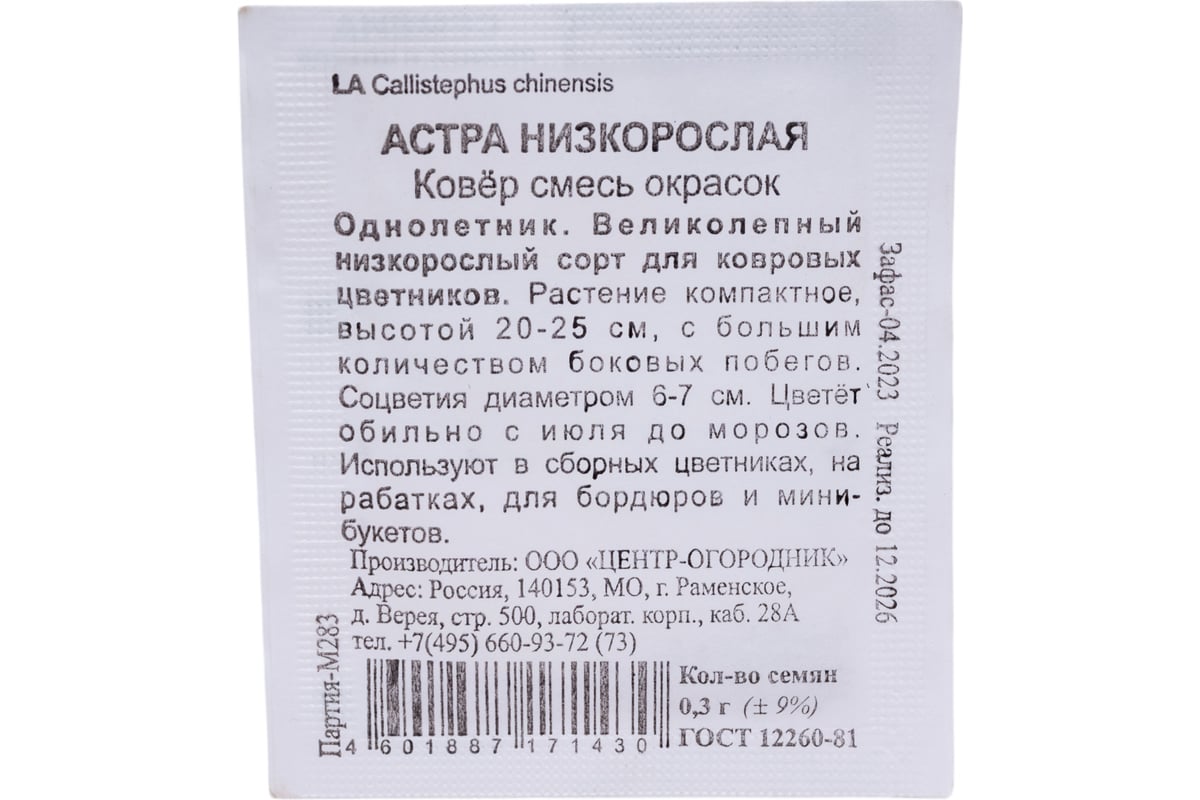 LA Callistephus chinensis
АСТРА НИЗКОРОСЛАЯ
Ковёр смесь окрасок
Однолетник. Великолепный
низкорослый сорт для ковровых
цветников. Растение компактное,
высотой 20-25 см, с большим
количеством боковых побегов.
Соцветия диаметром 6-7 см. Цветёт
обильно с июля до морозов.
Используют в сборных цветниках, на
рабатках, для бордюров и мини-
букетов.
Производитель: ООО «ЦЕНТР-ОГОРОДНИК»
Адрес: Россия, 140153, МО, г. Раменское,
д. Верея, стр. 500, лаборат. корп., каб. 28А
тел. +7(495) 660-93-72 (73)
Кол-во семян
0,3 г (± 9%)
ГОСТ 12260-81
4 601887 171430
Партия-М283
Зафас-04.2023 Реализ. до 12.2026